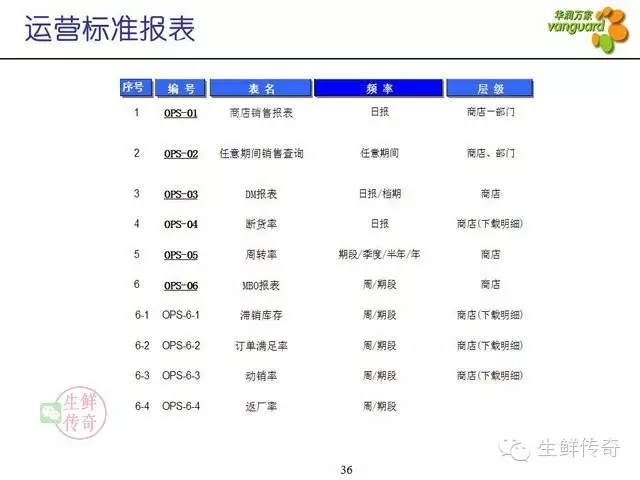 运营标准报表
华润万家
vanguard
序号 编号 表名 频率 层级
1 OPS-01 商店销售报表 日报 商店一部门
2 OPS-02 任意期间销售查询 任意期间 商店、部门
3 OPS-03 DM报表 日报/档期 商店
4 OPS-04 断货率 日报 商店(下载明细)
5 OPS-05 周转率 期段/季度/半年/年 商店
6 OPS-06 MBO报表 周/期段 商店
6-1 OPS-6-1 滞销库存 周/期段 商店(下载明细)
6-2 OPS-6-2 订单满足率 周/期段 商店(下载明细)
6-3 OPS-6-3 动销率 周/期段 商店(下载明细)
6-4 OPS-6-4 返厂率 周/期段
生鲜
传奇
生鲜传奇
36